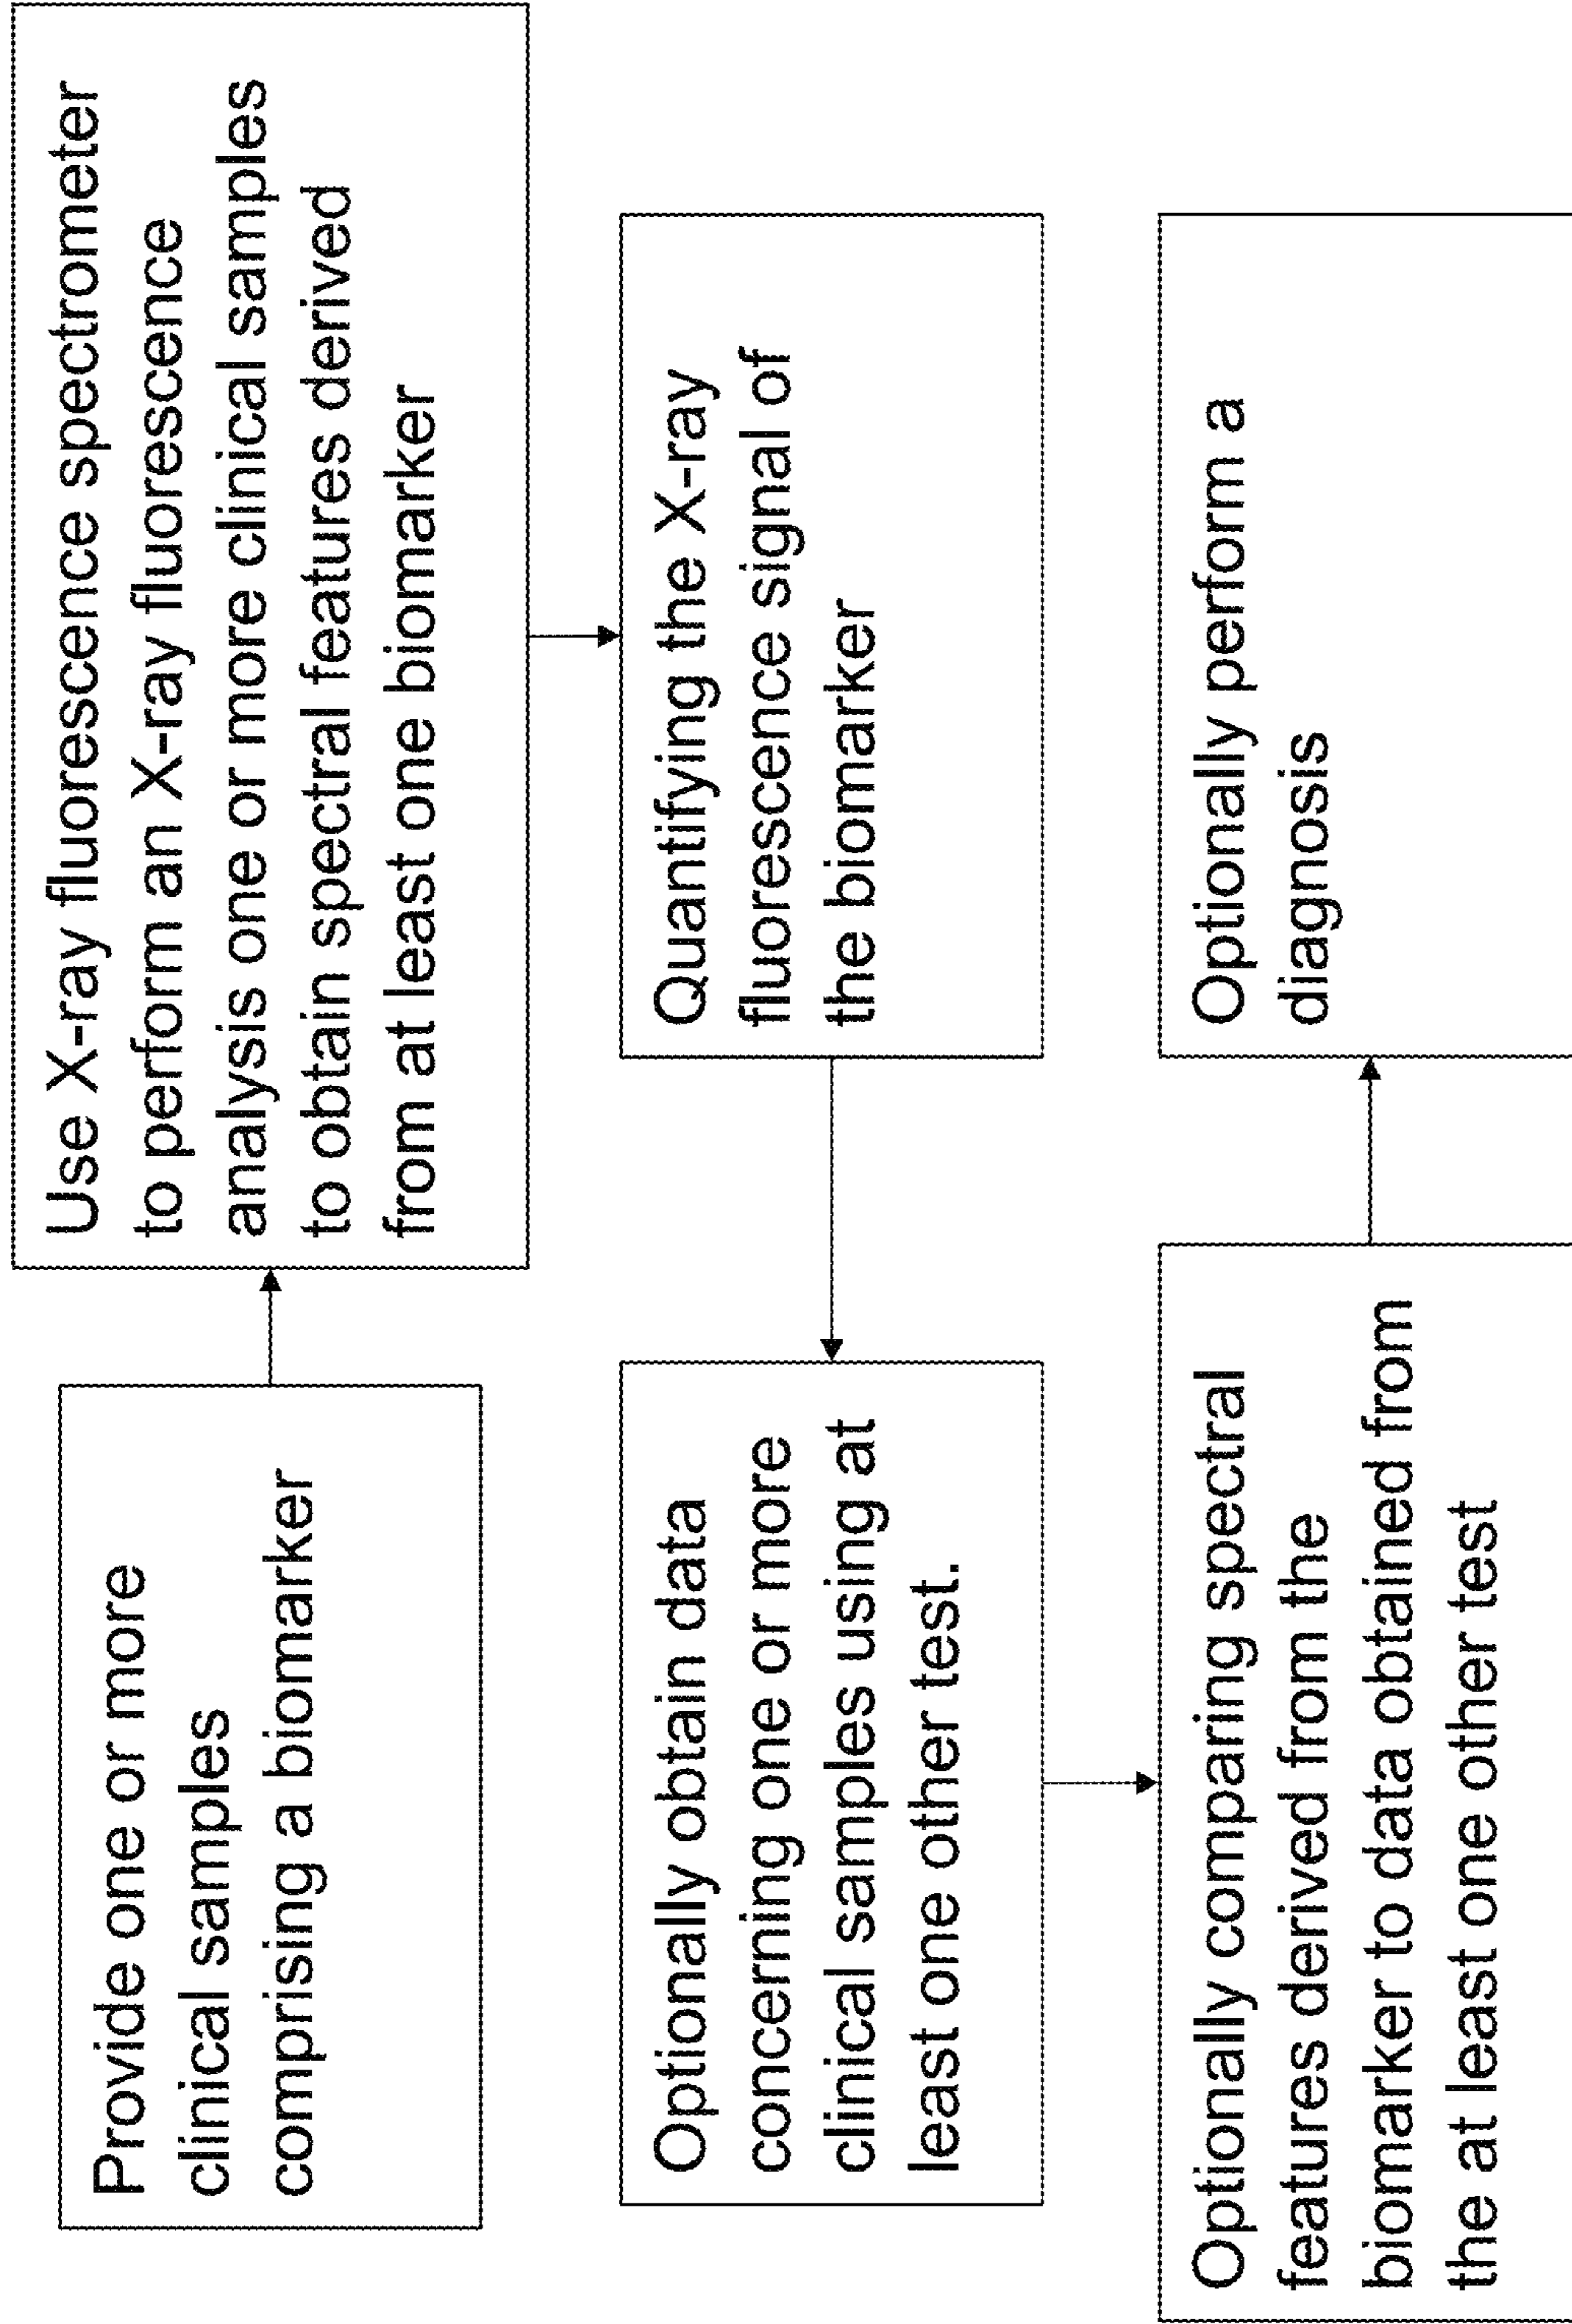 Provide one or more
clinical samples
comprising a biomarker
Use X-ray fluorescence spectrometer
to perform an X-ray fluorescence
analysis one or more clinical samples
to obtain spectral features derived
from at least one biomarker
Quantifying the X-ray
fluorescence signal of
the biomarker
Optionally obtain data
concerning one or more
clinical samples using at
least one other test.
Optionally comparing spectral
features derived from the
biomarker to data obtained from
the at least one other test
Optionally perform a
diagnosis